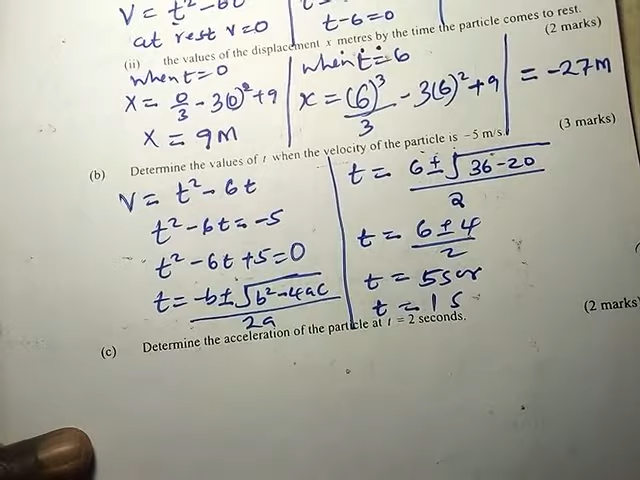 V = t² - 6t
at rest v=0
t-6=0
(ii) the values of the displacement x metres by the time the particle comes to rest.
(2 marks)
when t=0
x = 0/3 - 3(0)²+9
x = 9M
when t=6
x = (6)³/3 - 3(6)²+9 = -27M
(3 marks)
(b) Determine the values of t when the velocity of the particle is -5 m/s.
V = t² - 6t
t² - 6t = -5
t² - 6t + 5 = 0
t = -b±√b²-4ac/2a
t = 6±√36-20/2
t = 6±4/2
t = 5s or
t = 1s
(c) Determine the acceleration of the particle at t = 2 seconds.
(2 marks)